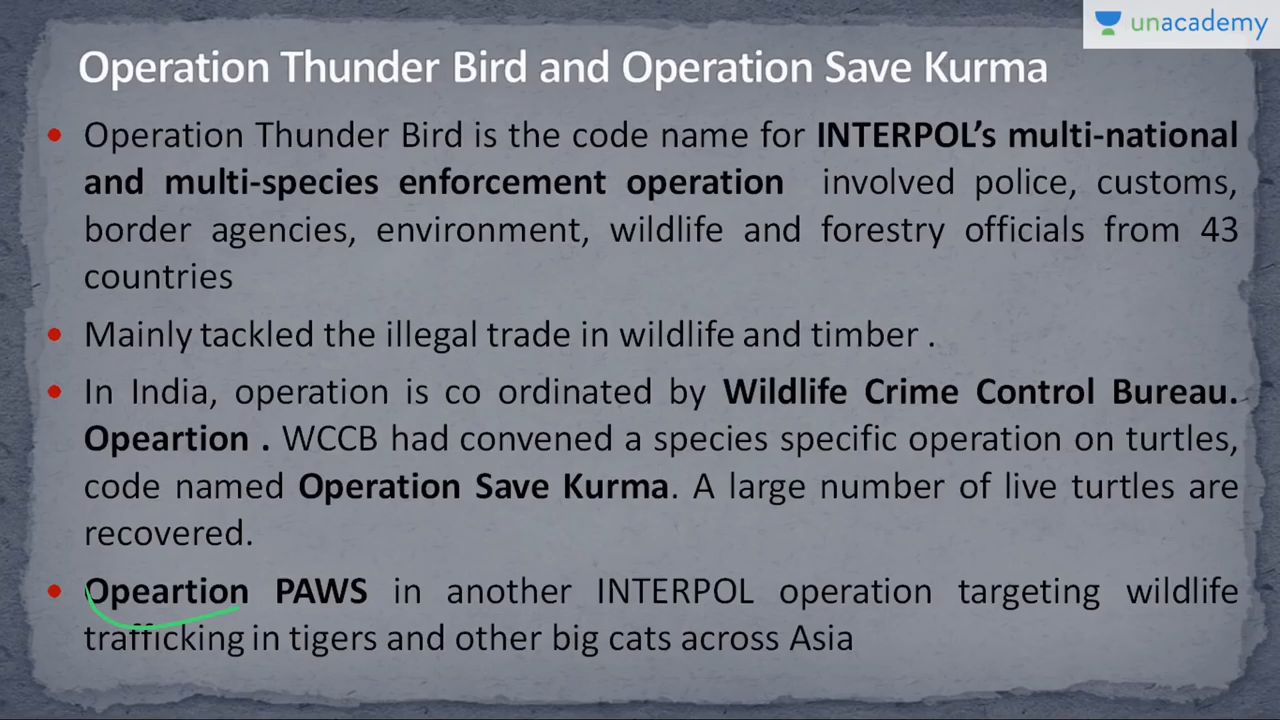 unacademy
Operation Thunder Bird and Operation Save Kurma
• Operation Thunder Bird is the code name for INTERPOL’s multi-national
and multi-species enforcement operation involved police, customs,
border agencies, environment, wildlife and forestry officials from 43
countries
• Mainly tackled the illegal trade in wildlife and timber .
• In India, operation is co ordinated by Wildlife Crime Control Bureau.
Opeartion . WCCB had convened a species specific operation on turtles,
code named Operation Save Kurma. A large number of live turtles are
recovered.
• Opeartion PAWS in another INTERPOL operation targeting wildlife
trafficking in tigers and other big cats across Asia